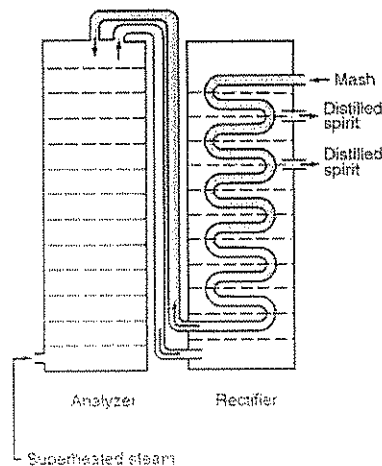 Mash
Distilled
spirit
Distilled
spirit
Analyzer
Rectifier
Superheated steam